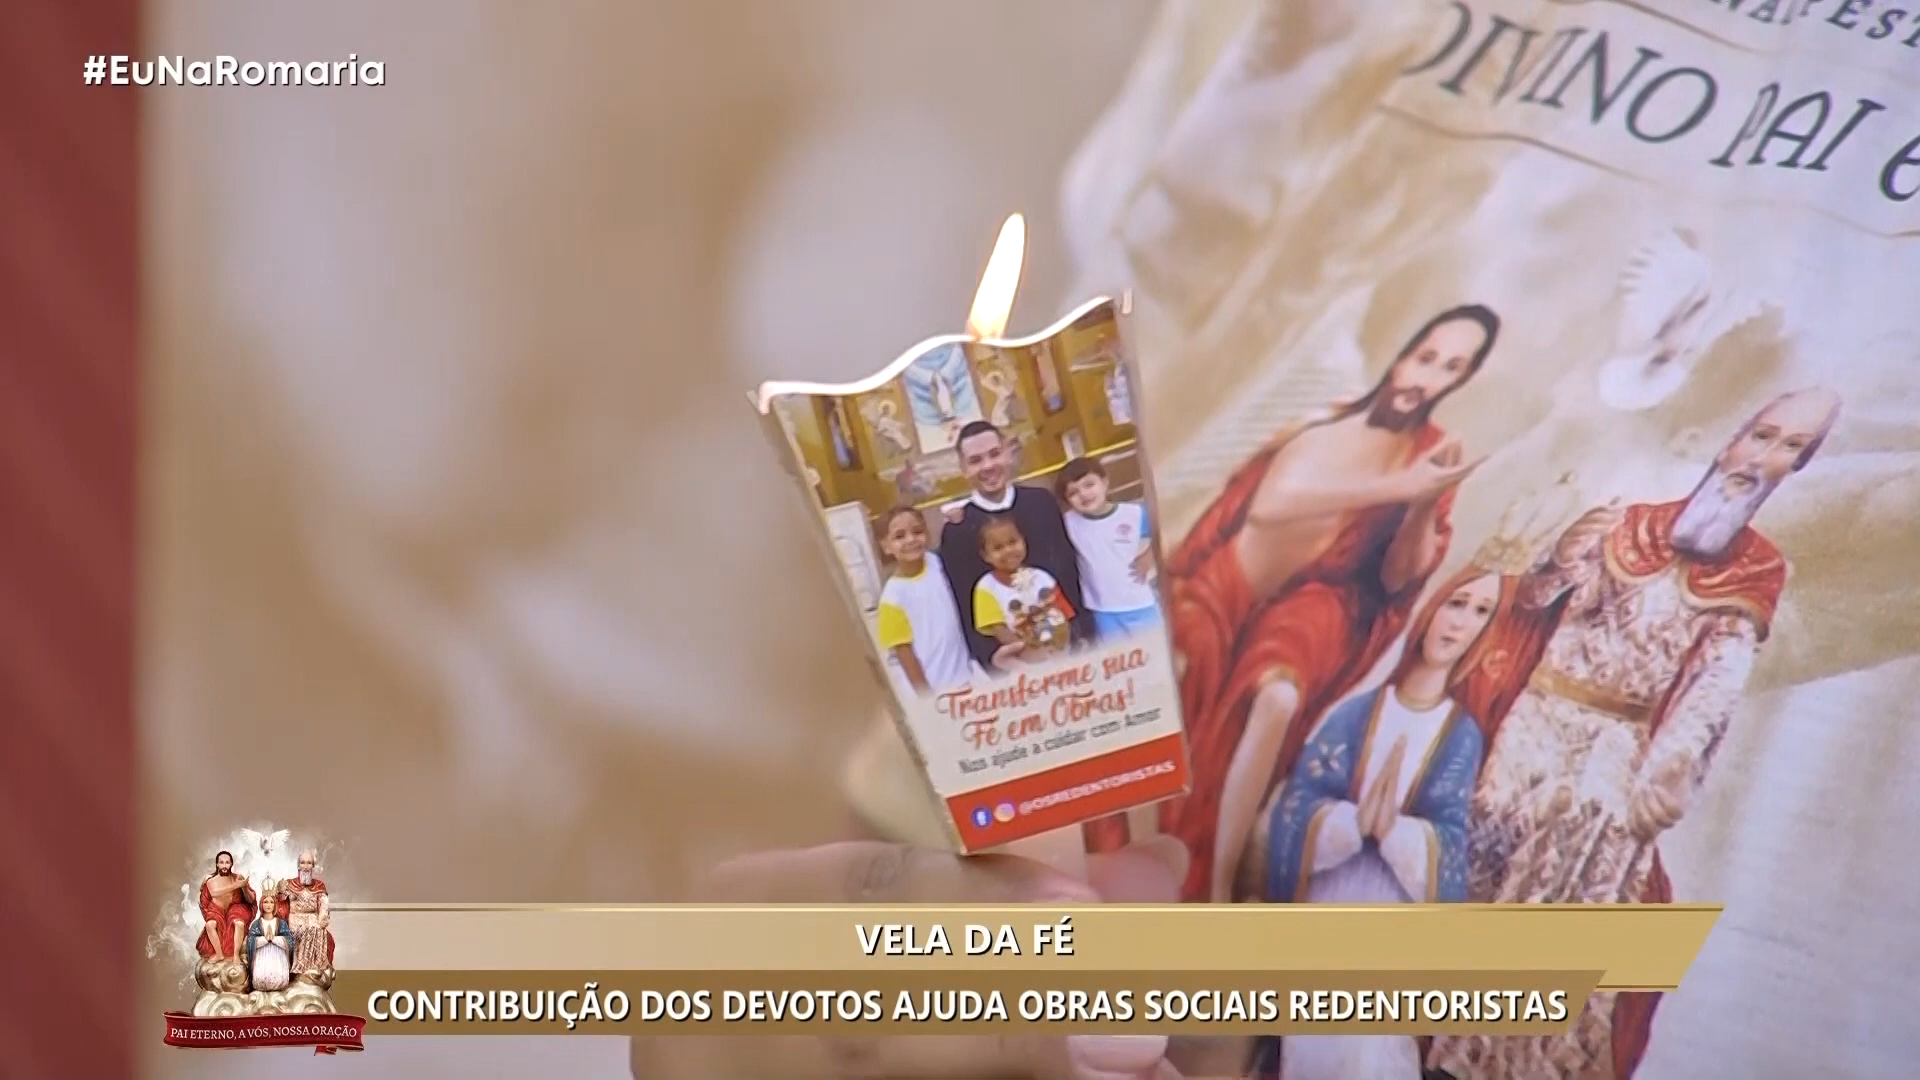 #EuNaRomaria
DIVINO PAI
Transforme sua
Fé em Obras!
Nos ajude a cuidar com Amor
@OSREDENTORISTAS
VELA DA FÉ
CONTRIBUIÇÃO DOS DEVOTOS AJUDA OBRAS SOCIAIS REDENTORISTAS
PAI ETERNO, A VÓS, NOSSA ORAÇÃO